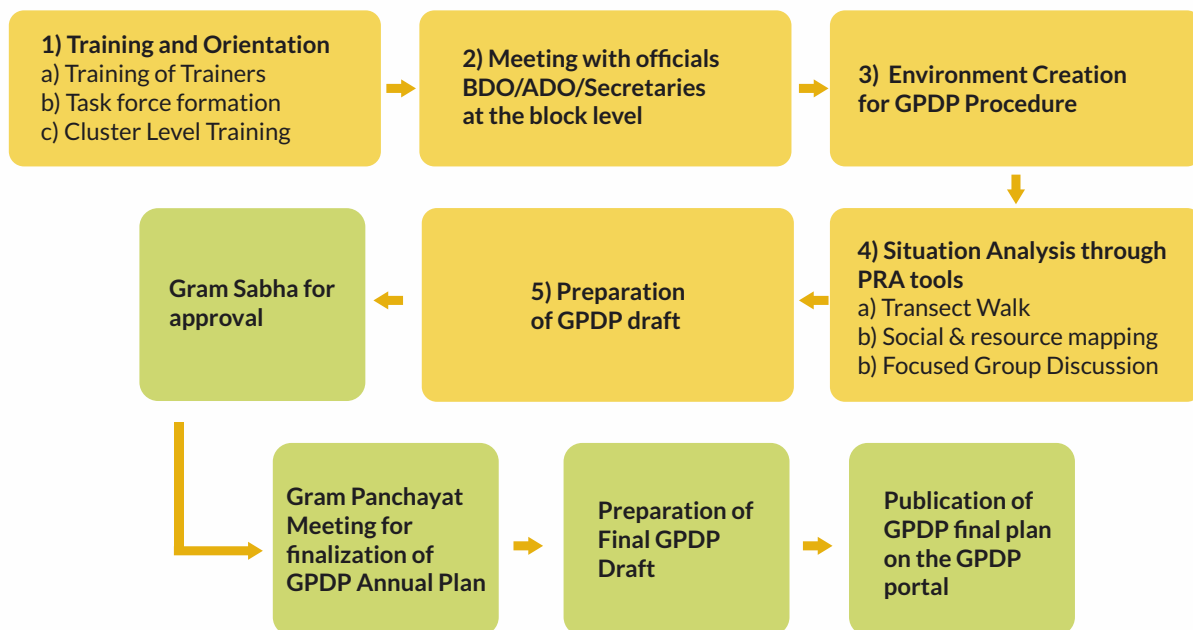 1) Training and Orientation
a) Training of Trainers
b) Task force formation
c) Cluster Level Training
2) Meeting with officials
BDO/ADO/Secretaries
at the block level
3) Environment Creation
for GPDP Procedure
4) Situation Analysis through
PRA tools
a) Transect Walk
b) Social & resource mapping
b) Focused Group Discussion
5) Preparation
of GPDP draft
Gram Sabha for
approval
Gram Panchayat
Meeting for
finalization of
GPDP Annual Plan
Preparation of
Final GPDP
Draft
Publication of
GPDP final plan
on the GPDP
portal